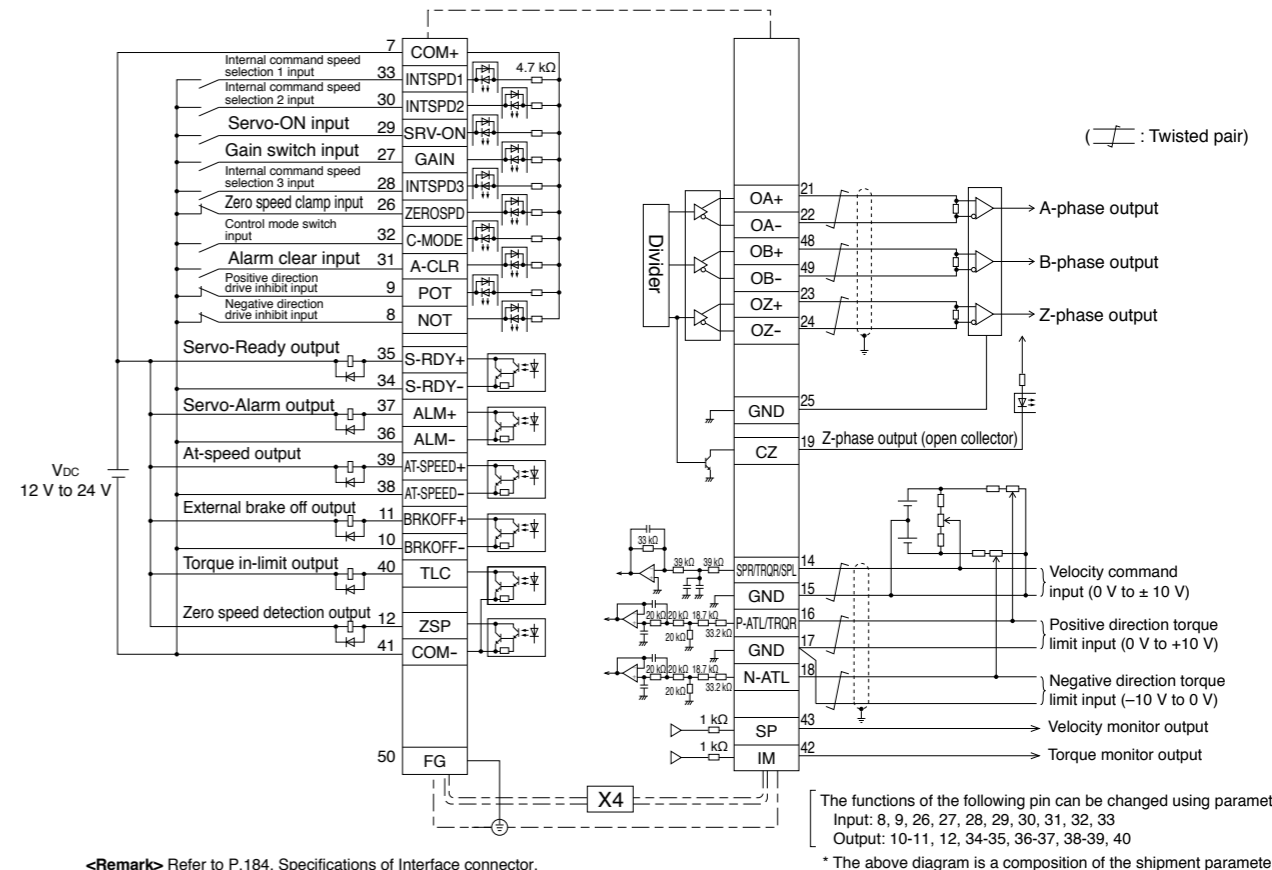 7 COM+
Internal command speed
selection 1 input 33 INTSPD1 4.7 kΩ
Internal command speed
selection 2 input 30 INTSPD2
Servo-ON input 29 SRV-ON
Gain switch input 27 GAIN
Internal command speed
selection 3 input 28 INTSPD3
Zero speed clamp input 26 ZEROSPD
Control mode switch
input 32 C-MODE
Alarm clear input 31 A-CLR
Positive direction
drive inhibit input 9 POT
Negative direction
drive inhibit input 8 NOT
Servo-Ready output 35 S-RDY+
34 S-RDY-
Servo-Alarm output 37 ALM+
36 ALM-
At-speed output 39 AT-SPEED+
38 AT-SPEED-
External brake off output 11 BRKOFF+
10 BRKOFF-
Torque in-limit output 40 TLC
Zero speed detection output 12 ZSP
41 COM-
50 FG
VDC
12 V to 24 V
X4
( : Twisted pair)
Divider
OA+ 21
OA- 22 A-phase output
OB+ 48
OB- 49 B-phase output
OZ+ 23
OZ- 24 Z-phase output
GND 25
CZ 19 Z-phase output (open collector)
33 kΩ
39 kΩ 39 kΩ SPR/TRQR/SPL 14
GND 15
Velocity command
input (0 V to ± 10 V)
20 kΩ 20 kΩ 18.7 kΩ P-ATL/TRQR 16
20 kΩ 33.2 kΩ GND 17
Positive direction torque
limit input (0 V to +10 V)
20 kΩ 20 kΩ 18.7 kΩ N-ATL 18
20 kΩ 33.2 kΩ
Negative direction torque
limit input (–10 V to 0 V)
1 kΩ SP 43 Velocity monitor output
1 kΩ IM 42 Torque monitor output
The functions of the following pin can be changed using paramet
Input: 8, 9, 26, 27, 28, 29, 30, 31, 32, 33
Output: 10-11, 12, 34-35, 36-37, 38-39, 40
* The above diagram is a composition of the shipment paramete
<Remark> Refer to P.184, Specifications of Interface connector.